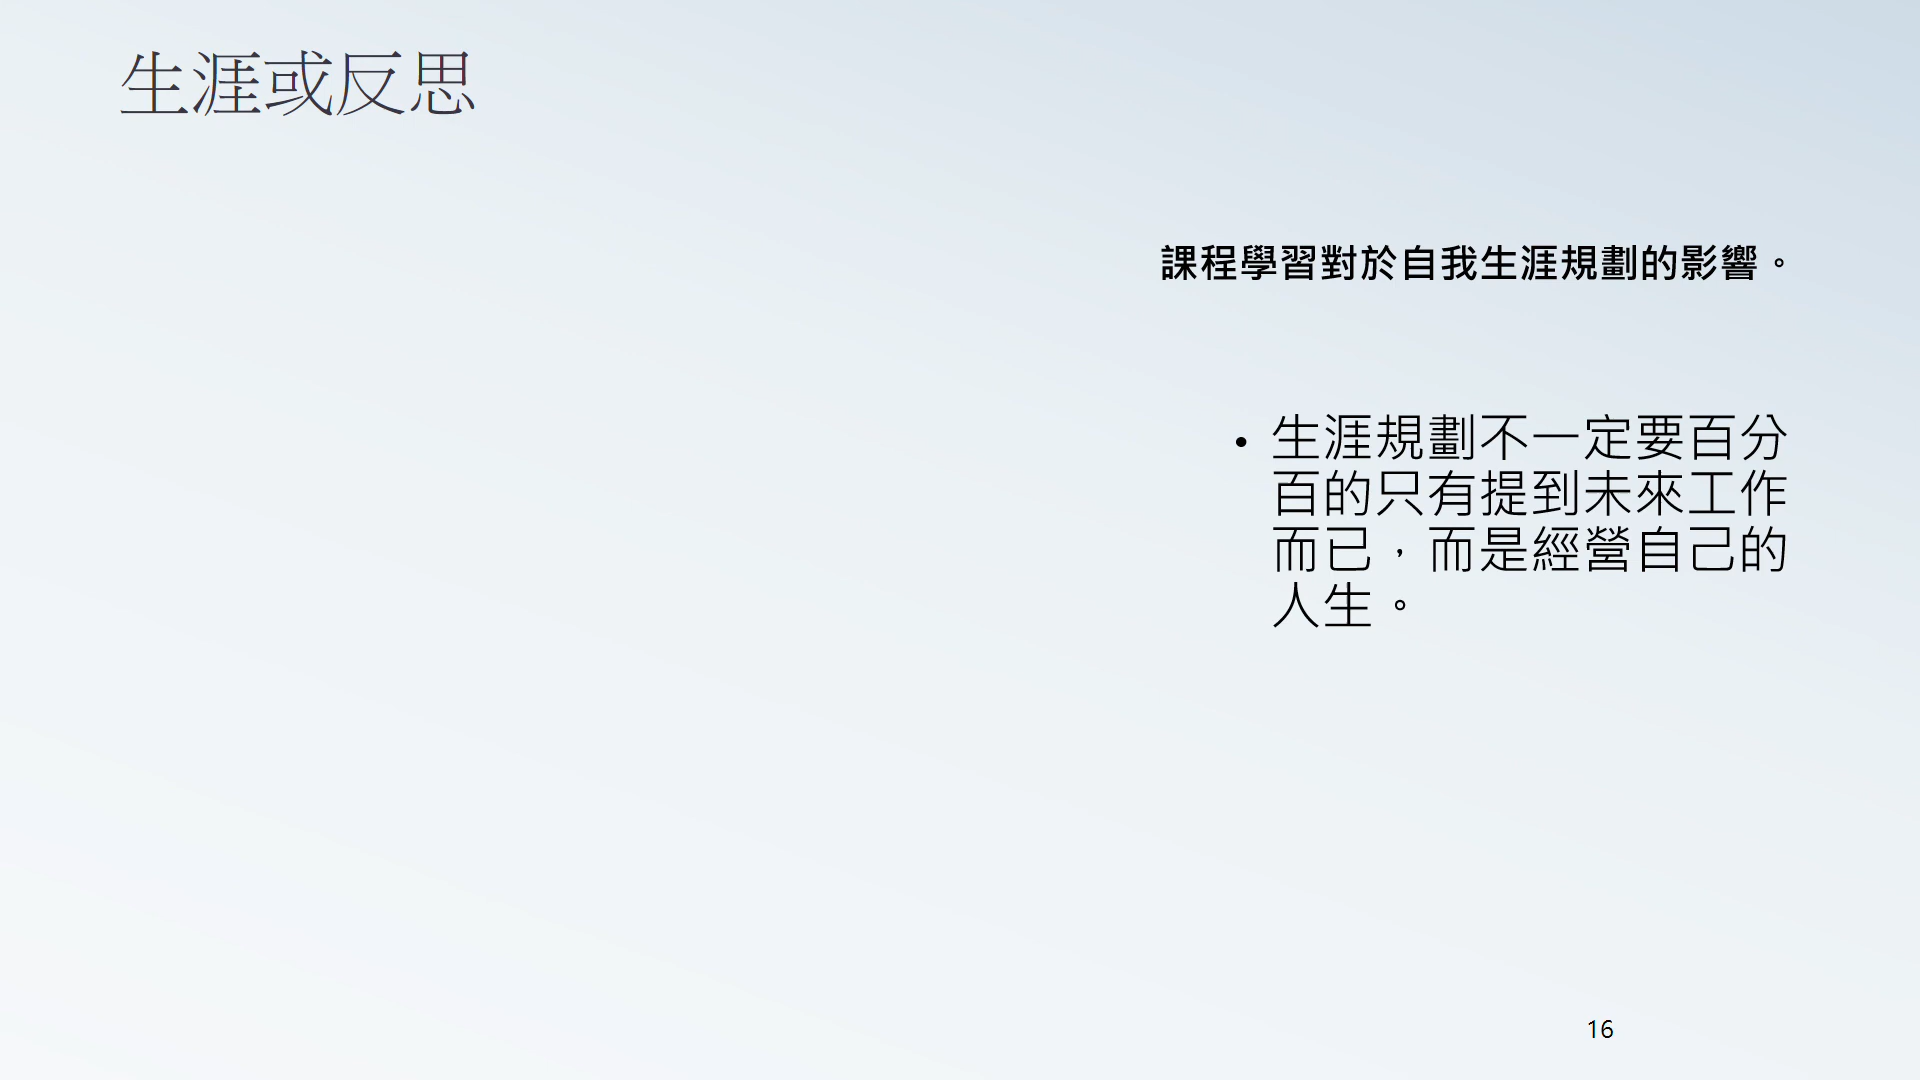 生涯或反思
課程學習對於自我生涯規劃的影響。
• 生涯規劃不一定要百分
百的只有提到未來工作
而已，而是經營自己的
人生。
16